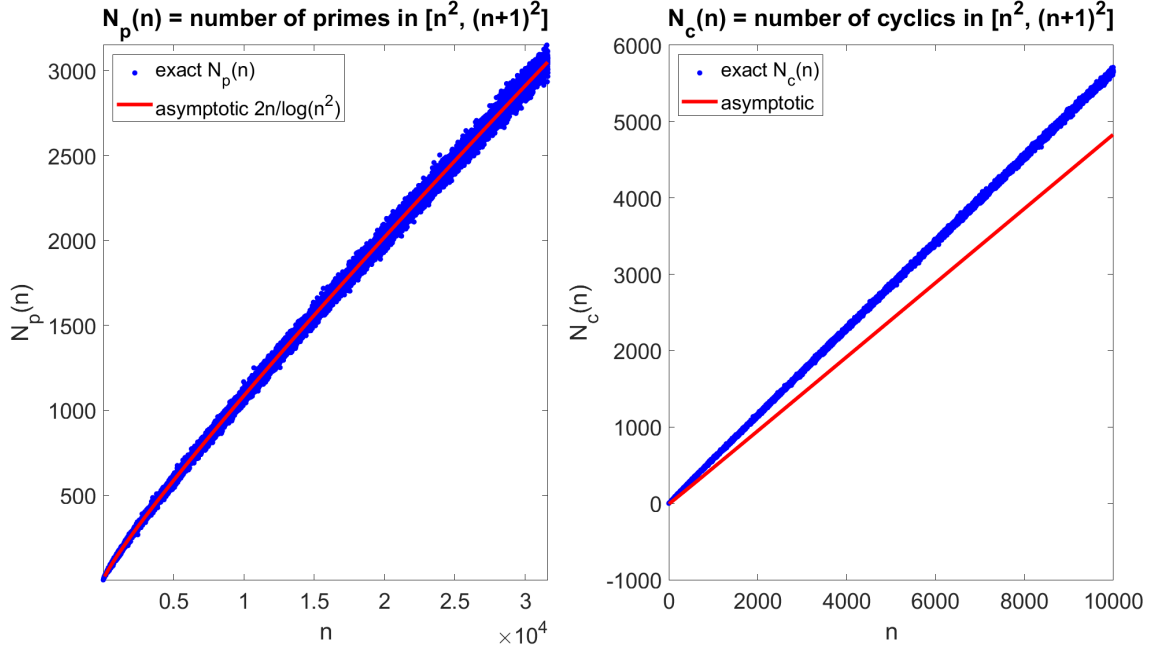 N_p(n) = number of primes in [n^2, (n+1)^2]
exact N_p(n)
asymptotic 2n/log(n^2)
3000
2500
2000
1500
1000
500
N_p(n)
0.5
1
1.5
2
2.5
3
×10^4
n
N_c(n) = number of cyclics in [n^2, (n+1)^2]
exact N_c(n)
asymptotic
6000
5000
4000
3000
2000
1000
0
-1000
N_c(n)
0
2000
4000
6000
8000
10000
n